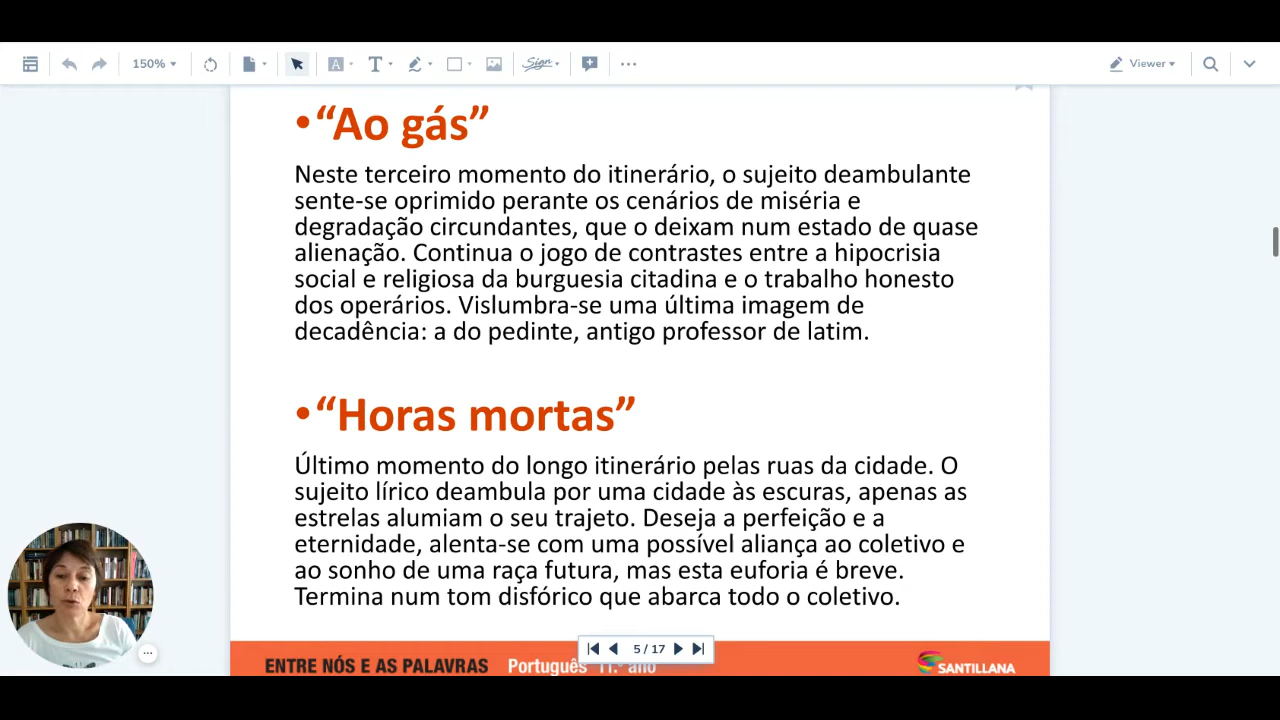 150%
A
T
Sign
Viewer
•“Ao gás”
Neste terceiro momento do itinerário, o sujeito deambulante
sente-se oprimido perante os cenários de miséria e
degradação circundantes, que o deixam num estado de quase
alienação. Continua o jogo de contrastes entre a hipocrisia
social e religiosa da burguesia citadina e o trabalho honesto
dos operários. Vislumbra-se uma última imagem de
decadência: a do pedinte, antigo professor de latim.
•“Horas mortas”
Último momento do longo itinerário pelas ruas da cidade. O
sujeito lírico deambula por uma cidade às escuras, apenas as
estrelas alumiam o seu trajeto. Deseja a perfeição e a
eternidade, alenta-se com uma possível aliança ao coletivo e
ao sonho de uma raça futura, mas esta euforia é breve.
Termina num tom disfórico que abarca todo o coletivo.
5 / 17
ENTRE NÓS E AS PALAVRAS Português 11.º ano
SANTILLANA